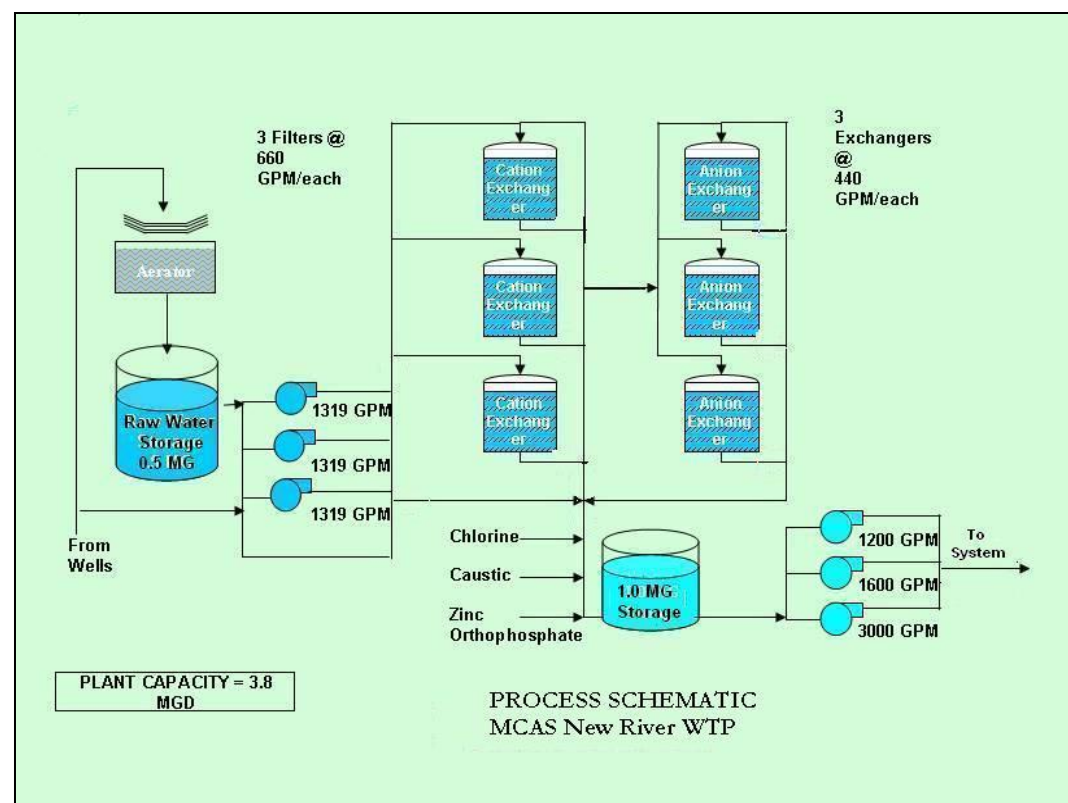 3 Filters @
660
GPM/each
3
Exchangers
@
440
GPM/each
Cation
Exchang
er
Anion
Exchang
er
Aerator
Cation
Exchang
er
Anion
Exchang
er
Raw Water
Storage
0.5 MG
1319 GPM
1319 GPM
1319 GPM
Cation
Exchang
er
Anion
Exchang
er
From
Wells
Chlorine
Caustic
Zinc
Orthophosphate
1.0 MG
Storage
1200 GPM
1600 GPM
3000 GPM
To
System
PLANT CAPACITY = 3.8
MGD
PROCESS SCHEMATIC
MCAS New River WTP